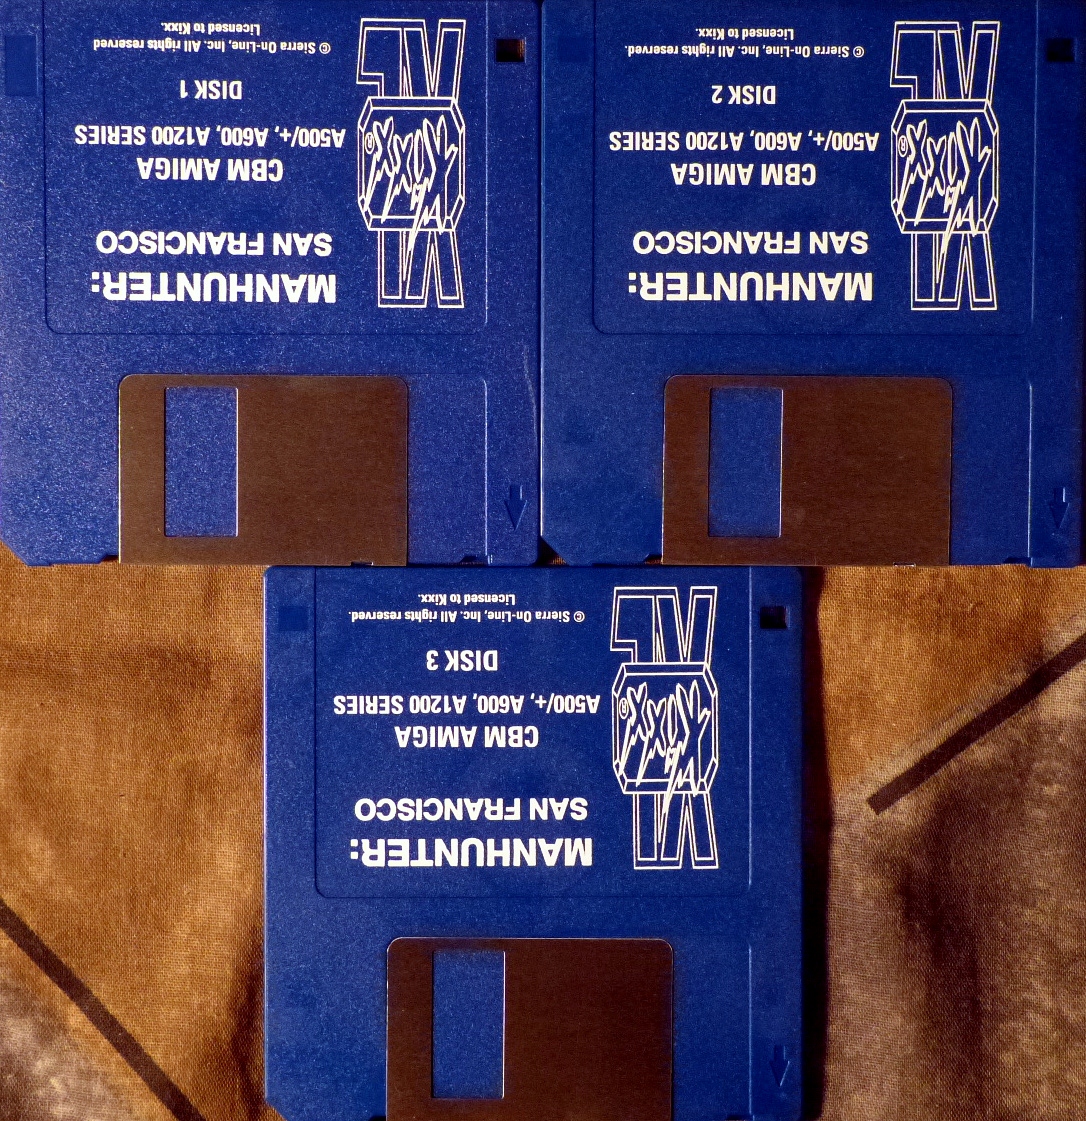 MANHUNTER:
SAN FRANCISCO
CBM AMIGA
A500/+, A600, A1200 SERIES
DISK 1
© Sierra On-Line, Inc. All rights reserved
Licensed to Kixx.
KIXX XL
MANHUNTER:
SAN FRANCISCO
CBM AMIGA
A500/+, A600, A1200 SERIES
DISK 2
© Sierra On-Line, Inc. All rights reserved.
Licensed to Kixx.
KIXX XL
MANHUNTER:
SAN FRANCISCO
CBM AMIGA
A500/+, A600, A1200 SERIES
DISK 3
© Sierra On-Line, Inc. All rights reserved.
Licensed to Kixx.
KIXX XL